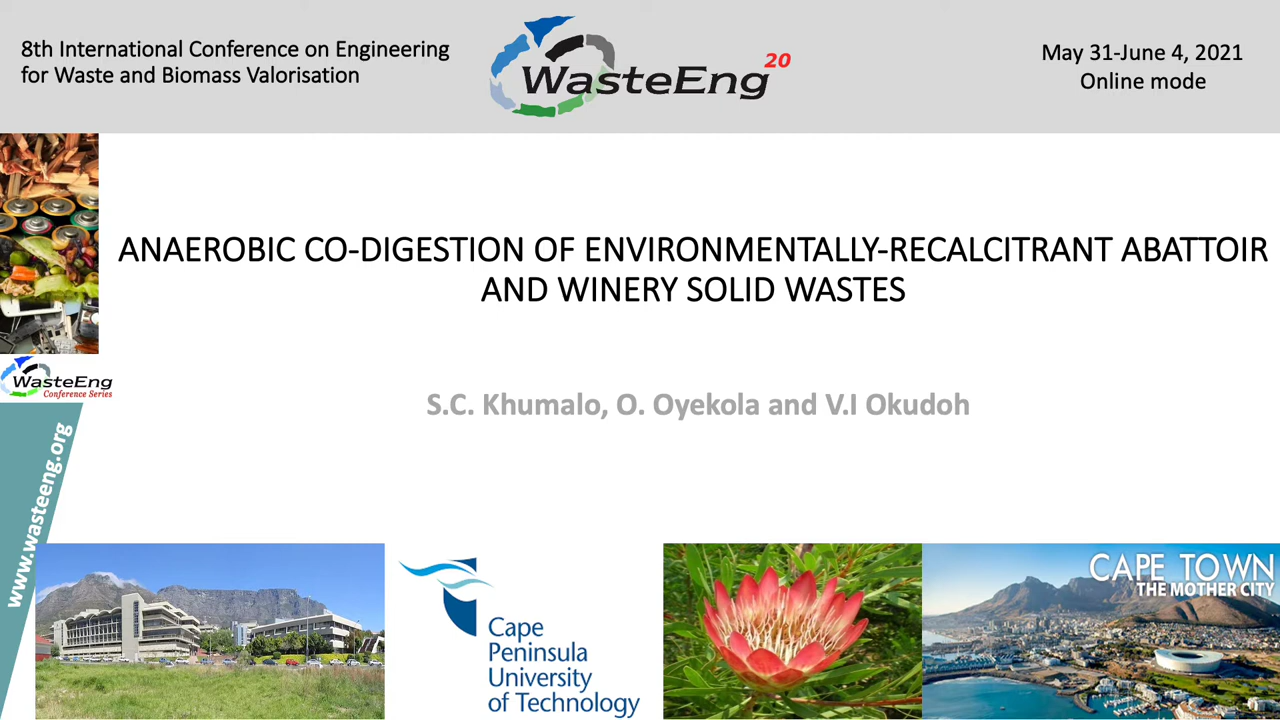 8th International Conference on Engineering
for Waste and Biomass Valorisation
WasteEng20
May 31-June 4, 2021
Online mode
ANAEROBIC CO-DIGESTION OF ENVIRONMENTALLY-RECALCITRANT ABATTOIR
AND WINERY SOLID WASTES
WasteEng
Conference Series
S.C. Khumalo, O. Oyekola and V.I Okudoh
www.wasteeng.org
Cape
Peninsula
University
of Technology
CAPE TOWN
THE MOTHER CITY